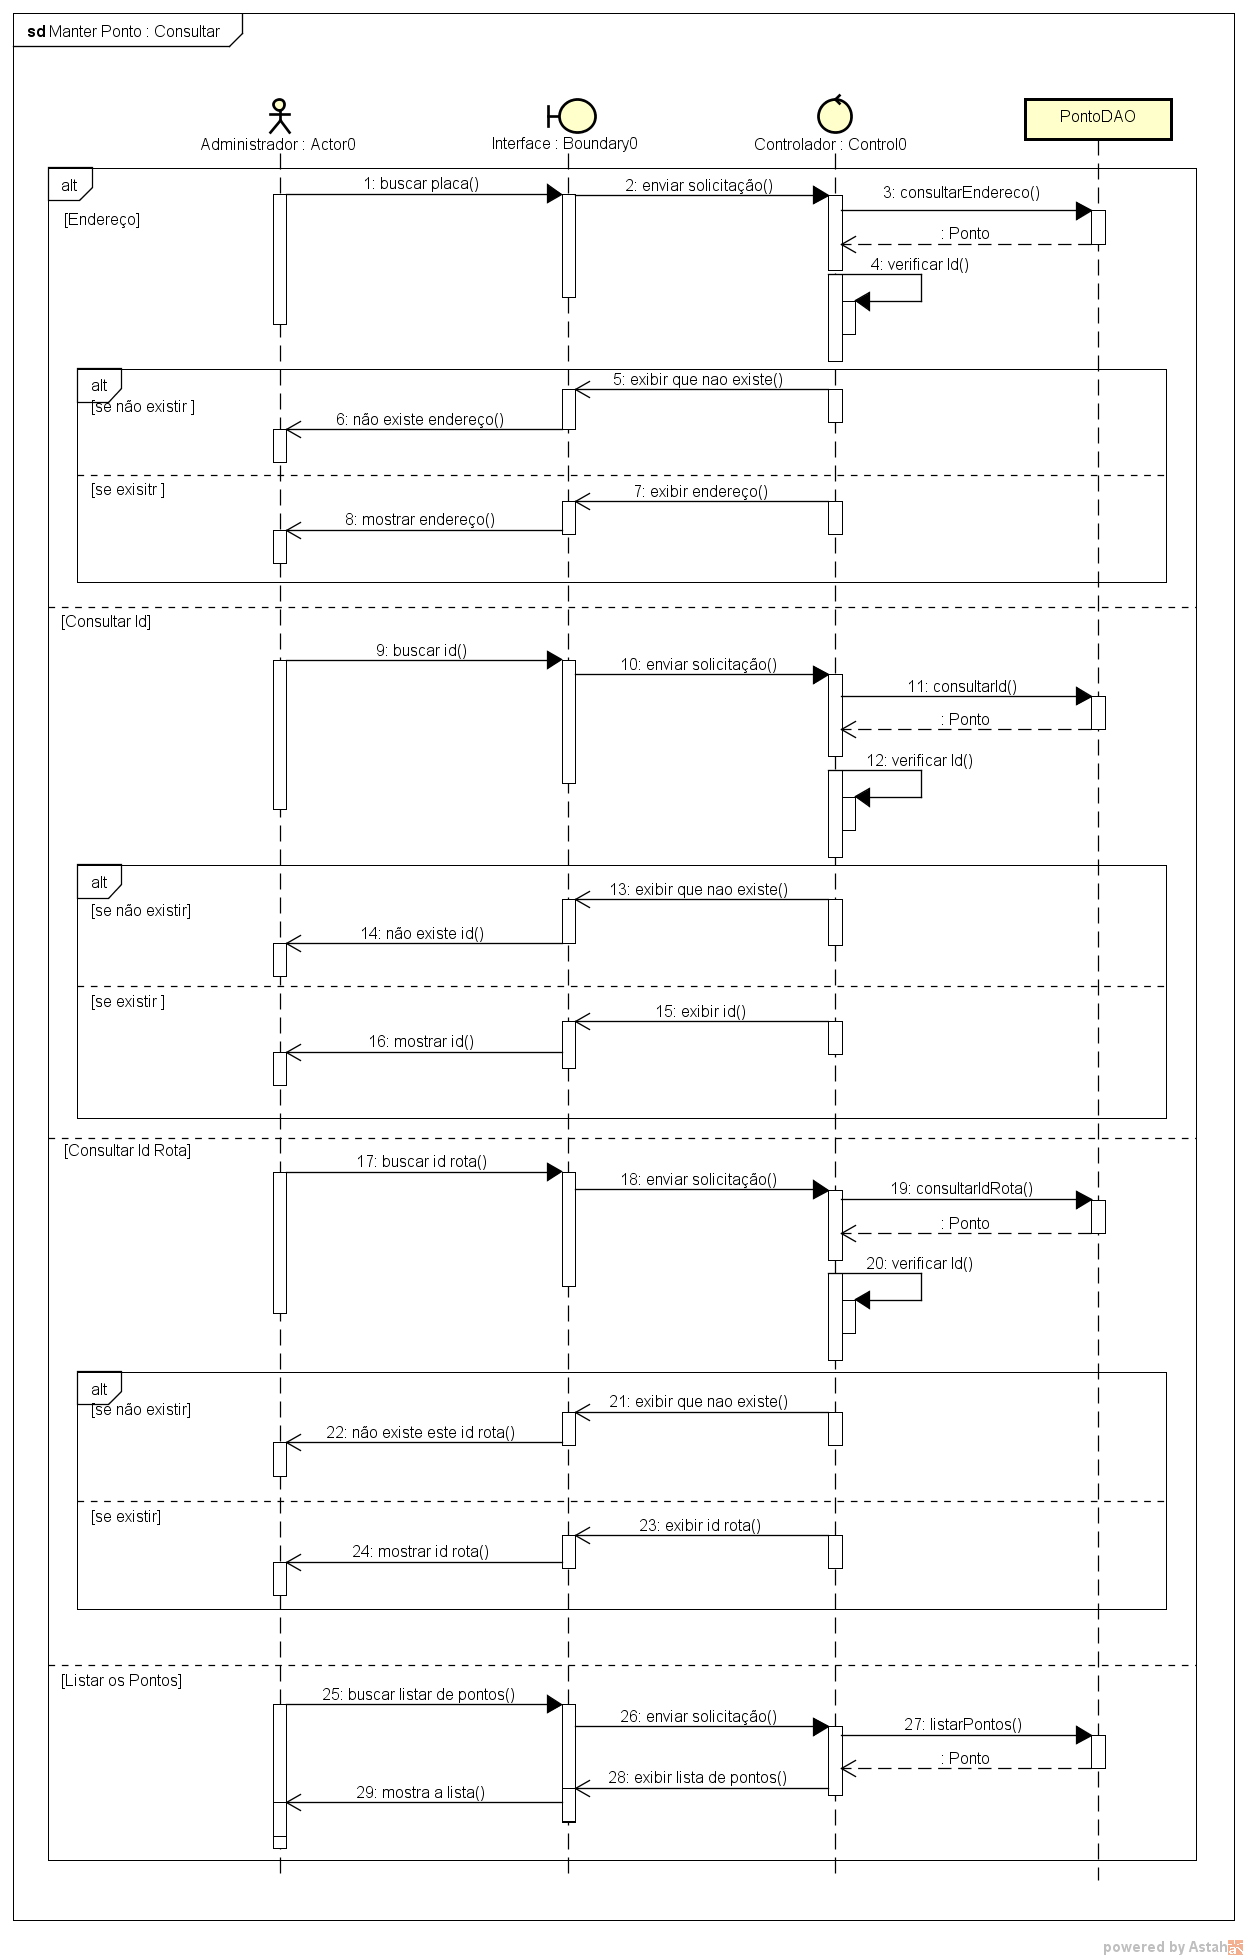 sd Manter Ponto : Consultar
Administrador : Actor0
Interface : Boundary0
Controlador : Control0
PontoDAO
alt
[Endereço]
1: buscar placa()
2: enviar solicitação()
3: consultarEndereco()
: Ponto
4: verificar Id()
alt
[se não existir ]
5: exibir que nao existe()
6: não existe endereço()
[se exisitr ]
7: exibir endereço()
8: mostrar endereço()
[Consultar Id]
9: buscar id()
10: enviar solicitação()
11: consultarId()
: Ponto
12: verificar Id()
alt
[se não existir]
13: exibir que nao existe()
14: não existe id()
[se existir ]
15: exibir id()
16: mostrar id()
[Consultar Id Rota]
17: buscar id rota()
18: enviar solicitação()
19: consultarIdRota()
: Ponto
20: verificar Id()
alt
[se não existir]
21: exibir que nao existe()
22: não existe este id rota()
[se existir]
23: exibir id rota()
24: mostrar id rota()
[Listar os Pontos]
25: buscar listar de pontos()
26: enviar solicitação()
27: listarPontos()
: Ponto
28: exibir lista de pontos()
29: mostra a lista()
powered by Astah